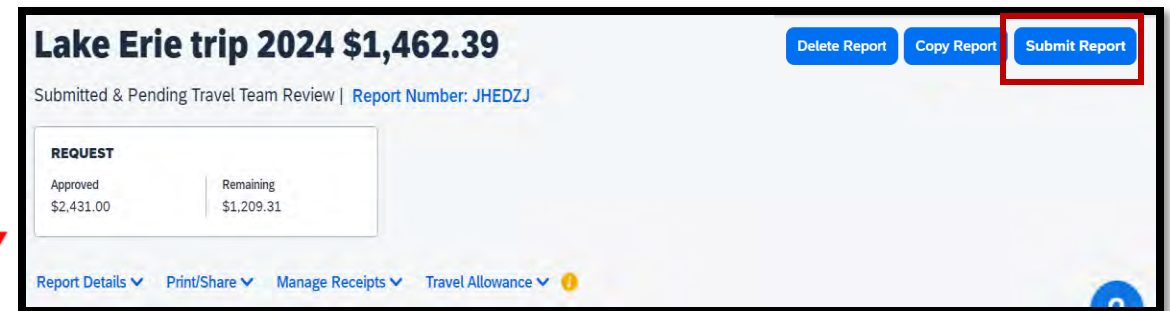 Lake Erie trip 2024 $1,462.39
Delete Report Copy Report Submit Report
Submitted & Pending Travel Team Review | Report Number: JHEDZJ
REQUEST
Approved Remaining
$2,431.00 $1,209.31
Report Details Print/Share Manage Receipts Travel Allowance i